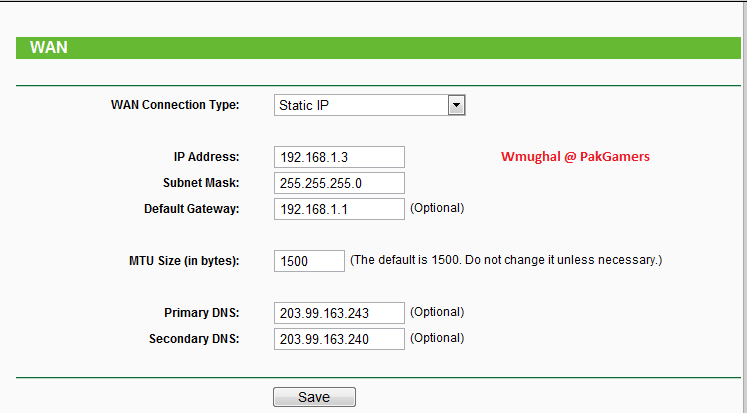 WAN
WAN Connection Type: Static IP
IP Address: 192.168.1.3 Wmughal @ PakGamers
Subnet Mask: 255.255.255.0
Default Gateway: 192.168.1.1 (Optional)
MTU Size (in bytes): 1500 (The default is 1500. Do not change it unless necessary.)
Primary DNS: 203.99.163.243 (Optional)
Secondary DNS: 203.99.163.240 (Optional)
Save